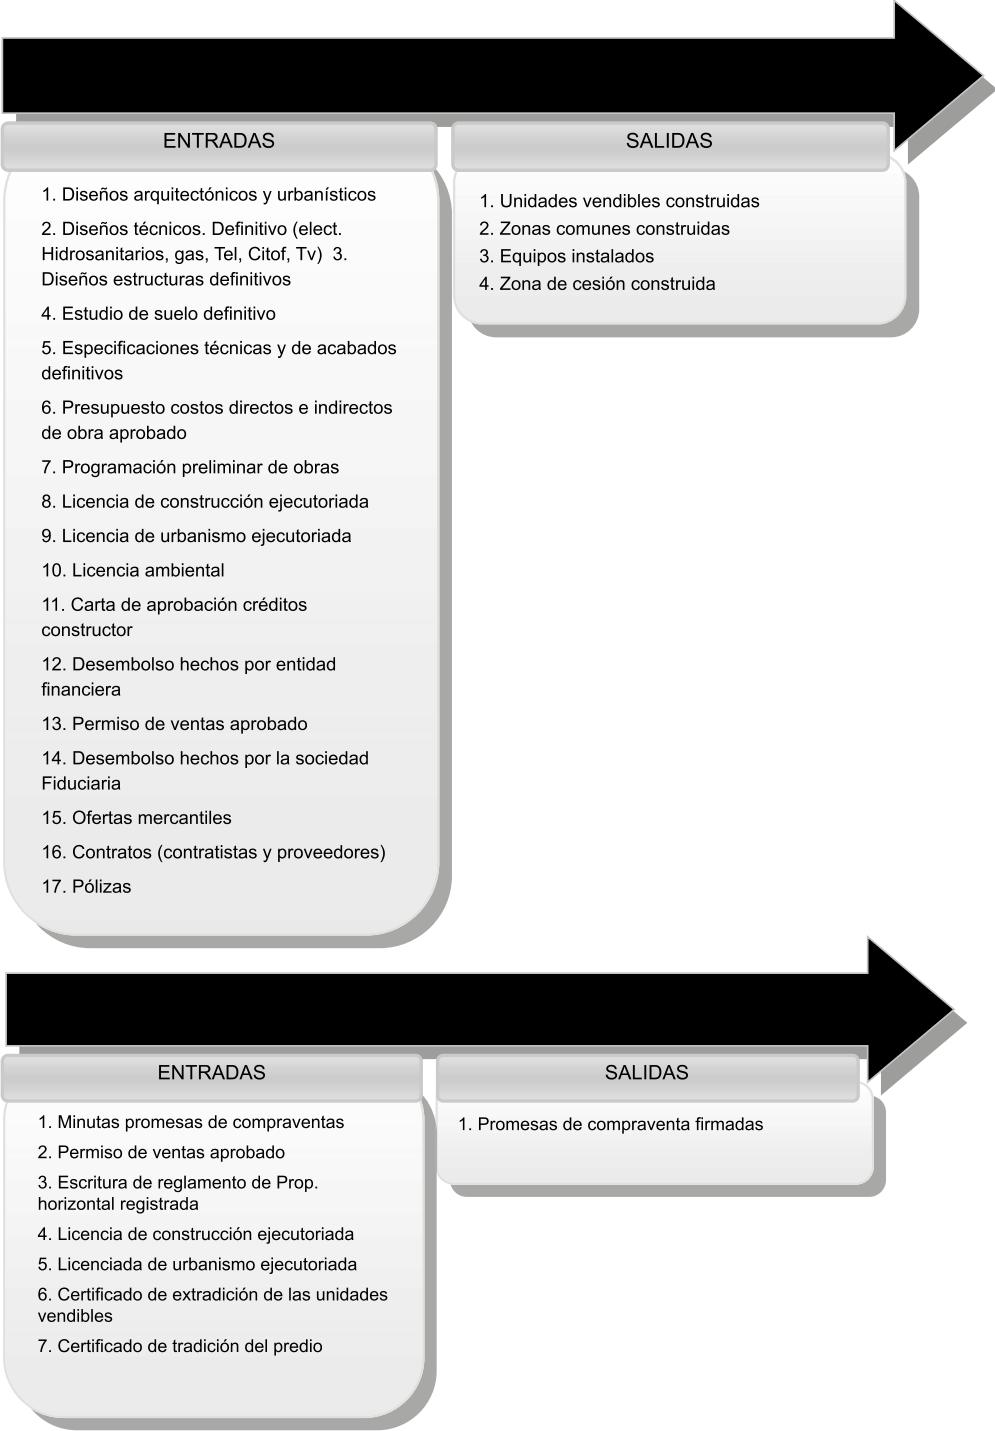 ENTRADAS
1. Diseños arquitectónicos y urbanísticos
2. Diseños técnicos. Definitivo (elect.
Hidrosanitarios, gas, Tel, Citof, Tv)  3.
Diseños estructuras definitivos
4. Estudio de suelo definitivo
5. Especificaciones técnicas y de acabados
definitivos
6. Presupuesto costos directos e indirectos
de obra aprobado
7. Programación preliminar de obras
8. Licencia de construcción ejecutoriada
9. Licencia de urbanismo ejecutoriada
10. Licencia ambiental
11. Carta de aprobación créditos
constructor
12. Desembolso hechos por entidad
financiera
13. Permiso de ventas aprobado
14. Desembolso hechos por la sociedad
Fiduciaria
15. Ofertas mercantiles
16. Contratos (contratistas y proveedores)
17. Pólizas
SALIDAS
1. Unidades vendibles construidas
2. Zonas comunes construidas
3. Equipos instalados
4. Zona de cesión construida
ENTRADAS
1. Minutas promesas de compraventas
2. Permiso de ventas aprobado
3. Escritura de reglamento de Prop.
horizontal registrada
4. Licencia de construcción ejecutoriada
5. Licenciada de urbanismo ejecutoriada
6. Certificado de extradición de las unidades
vendibles
7. Certificado de tradición del predio
SALIDAS
1. Promesas de compraventa firmadas